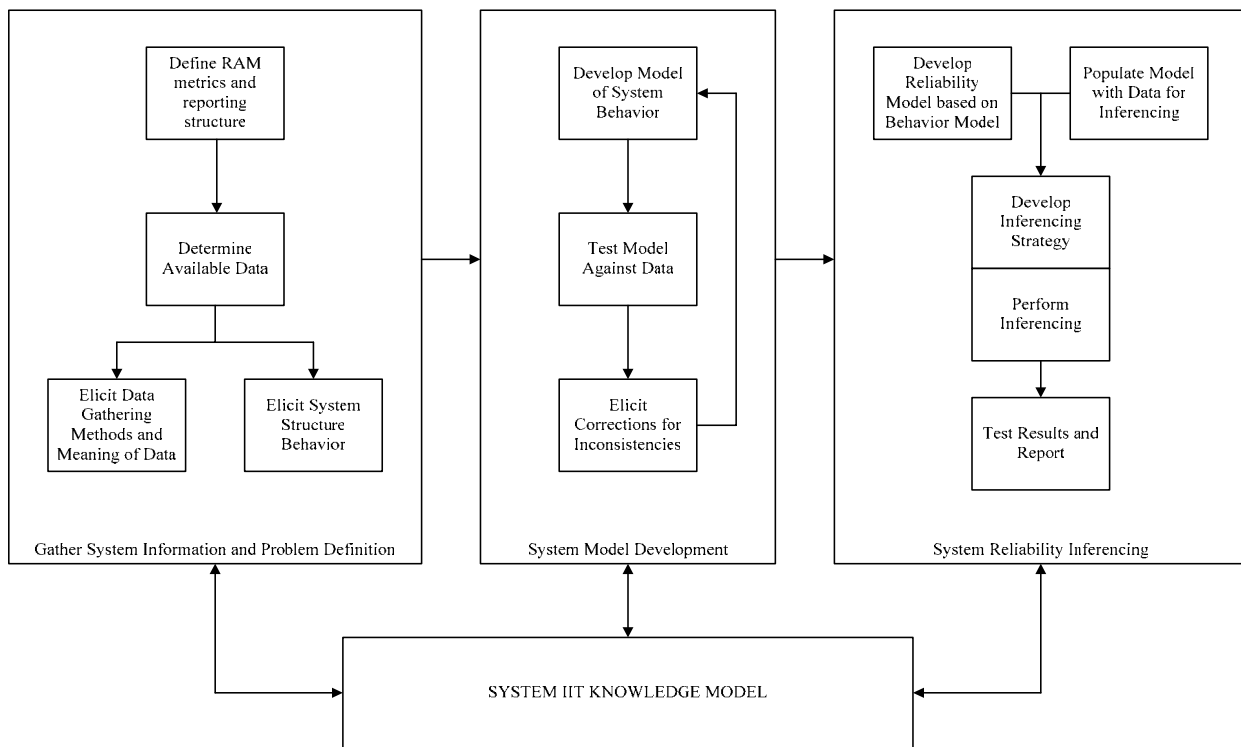 Define RAM
metrics and
reporting
structure
Determine
Available Data
Elicit Data
Gathering
Methods and
Meaning of Data
Elicit System
Structure
Behavior
Gather System Information and Problem Definition
Develop Model
of System
Behavior
Test Model
Against Data
Elicit
Corrections for
Inconsistencies
System Model Development
Develop
Reliability
Model based on
Behavior Model
Populate Model
with Data for
Inferencing
Develop
Inferencing
Strategy
Perform
Inferencing
Test Results and
Report
System Reliability Inferencing
SYSTEM IIT KNOWLEDGE MODEL